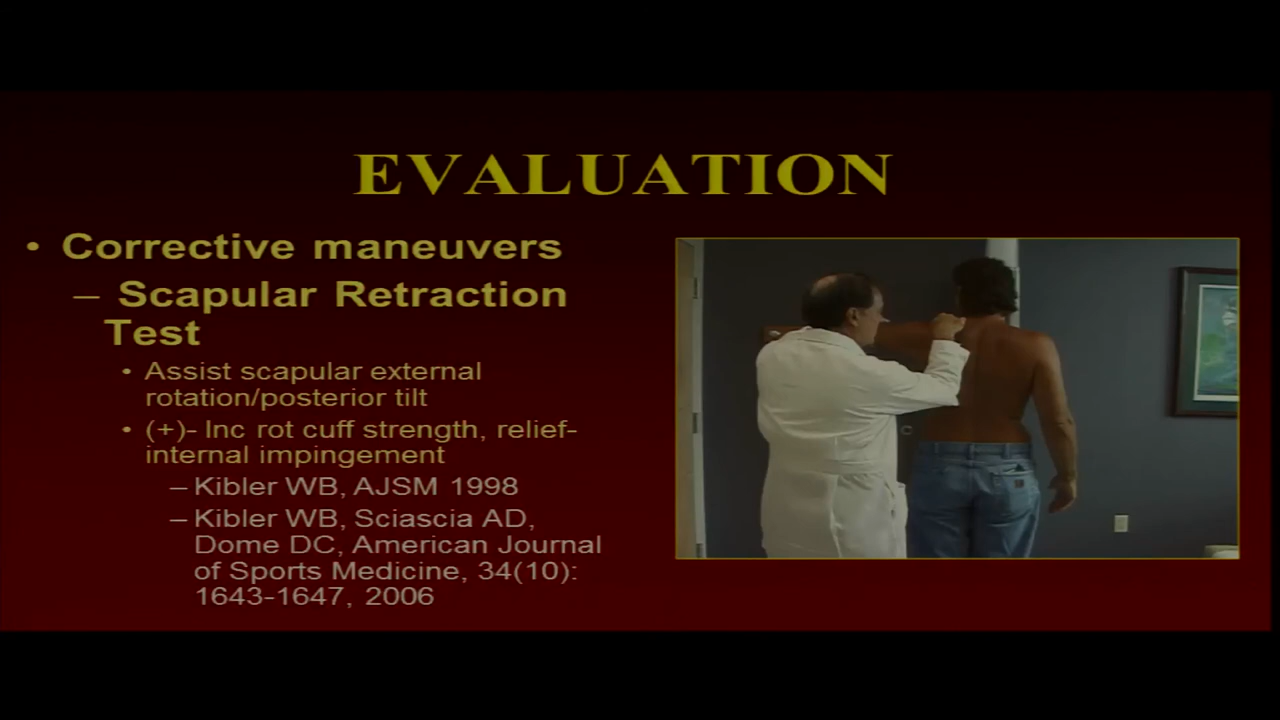 EVALUATION
• Corrective maneuvers
– Scapular Retraction
Test
• Assist scapular external
rotation/posterior tilt
• (+)- Inc rot cuff strength, relief-
internal impingement
– Kibler WB, AJSM 1998
– Kibler WB, Sciascia AD,
Dome DC, American Journal
of Sports Medicine, 34(10):
1643-1647, 2006